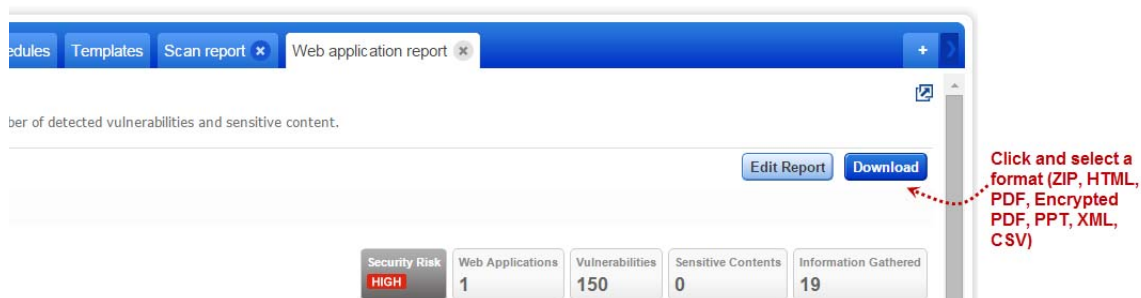 Templates Scan report Web application report +
of detected vulnerabilities and sensitive content.
Edit Report Download
Click and select a
format (ZIP, HTML,
PDF, Encrypted
PDF, PPT, XML,
CSV)
Security Risk Web Applications Vulnerabilities Sensitive Contents Information Gathered
HIGH 1 150 0 19